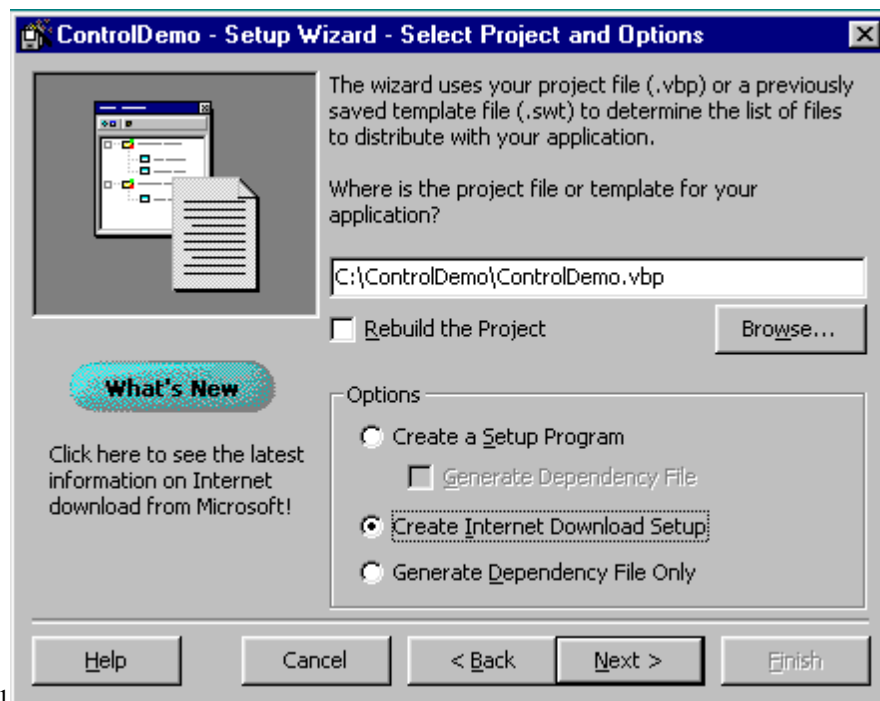 ControlDemo - Setup Wizard - Select Project and Options
The wizard uses your project file (.vbp) or a previously
saved template file (.swt) to determine the list of files
to distribute with your application.
Where is the project file or template for your
application?
C:\ControlDemo\ControlDemo.vbp
Rebuild the Project
Browse...
What's New
Click here to see the latest
information on Internet
download from Microsoft!
Options
Create a Setup Program
Generate Dependency File
Create Internet Download Setup
Generate Dependency File Only
Help
Cancel
< Back
Next >
Finish
1